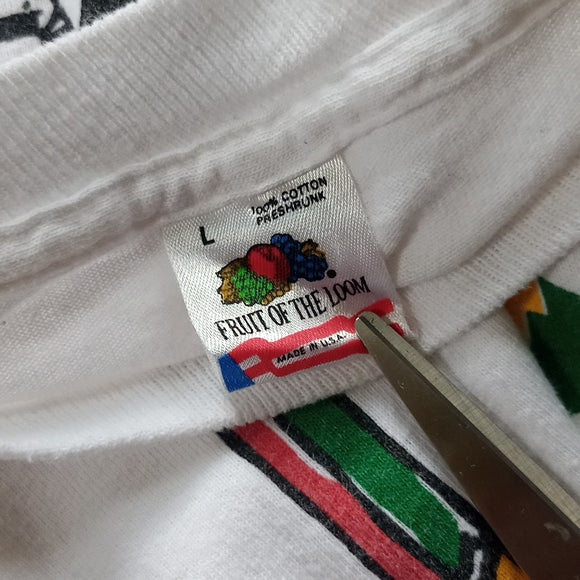 100% COTTON
PRESHRUNK
L
®
FRUIT OF THE LOOM
MADE IN U.S.A.